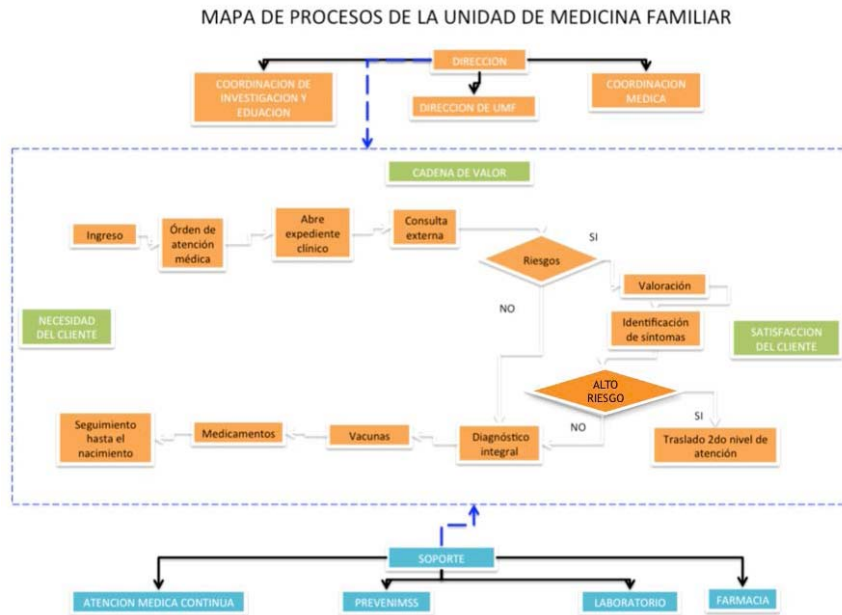 MAPA DE PROCESOS DE LA UNIDAD DE MEDICINA FAMILIAR
DIRECCION
COORDINACION DE
INVESTIGACION Y
EDUACION
DIRECCION DE UMF
COORDINACION
MEDICA
CADENA DE VALOR
Ingreso
Órden de
atención
médica
Abre
expediente
clínico
Consulta
externa
Riesgos
SI
NO
Valoración
Identificación
de síntomas
NECESIDAD
DEL CLIENTE
SATISFACCION
DEL CLIENTE
ALTO
RIESGO
SI
NO
Traslado 2do nivel de
atención
Diagnóstico
integral
Vacunas
Medicamentos
Seguimiento
hasta el
nacimiento
SOPORTE
ATENCION MEDICA CONTINUA
PREVENIMSS
LABORATORIO
FARMACIA